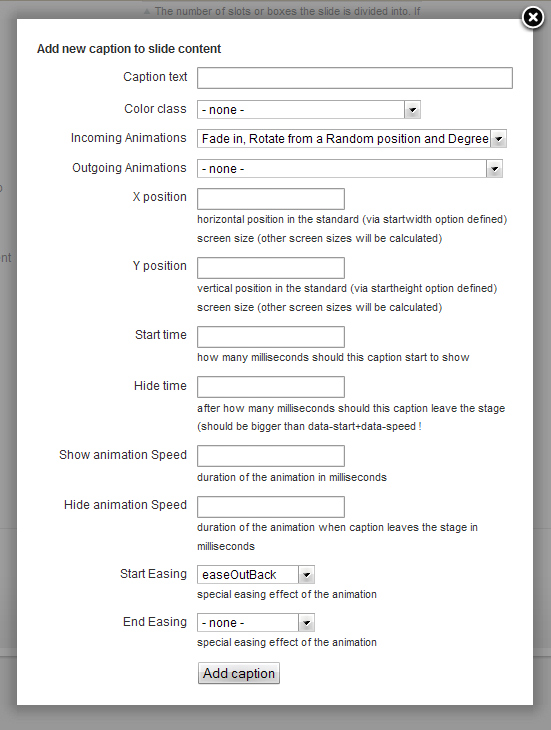 The number of slots or boxes the slide is divided into. If
Add new caption to slide content
Caption text
Color class - none -
Incoming Animations Fade in, Rotate from a Random position and Degree
Outgoing Animations - none -
X position
horizontal position in the standard (via startwidth option defined)
screen size (other screen sizes will be calculated)
Y position
vertical position in the standard (via startheight option defined)
screen size (other screen sizes will be calculated)
Start time
how many milliseconds should this caption start to show
Hide time
after how many milliseconds should this caption leave the stage
(should be bigger than data-start+data-speed !
Show animation Speed
duration of the animation in milliseconds
Hide animation Speed
duration of the animation when caption leaves the stage in
milliseconds
Start Easing easeOutBack
special easing effect of the animation
End Easing - none -
special easing effect of the animation
Add caption